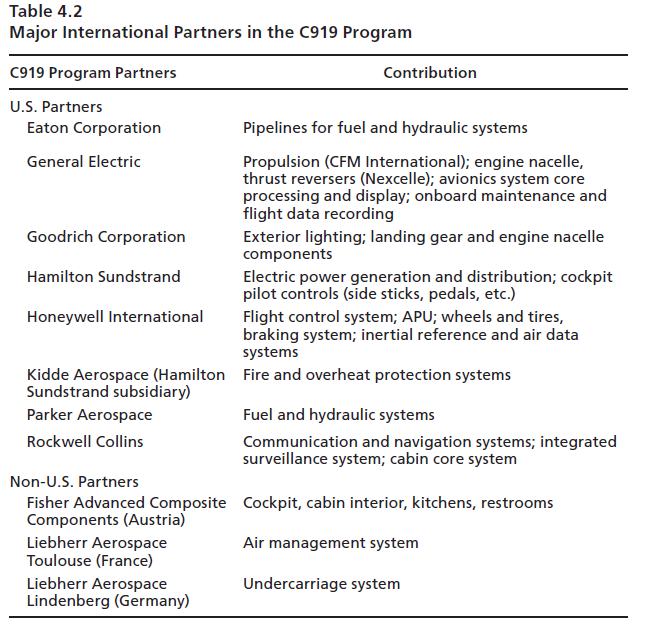 Table 4.2
Major International Partners in the C919 Program
C919 Program Partners Contribution
U.S. Partners
Eaton Corporation Pipelines for fuel and hydraulic systems
General Electric Propulsion (CFM International); engine nacelle,
thrust reversers (Nexcelle); avionics system core
processing and display; onboard maintenance and
flight data recording
Goodrich Corporation Exterior lighting; landing gear and engine nacelle
components
Hamilton Sundstrand Electric power generation and distribution; cockpit
pilot controls (side sticks, pedals, etc.)
Honeywell International Flight control system; APU; wheels and tires,
braking system; inertial reference and air data
systems
Kidde Aerospace (Hamilton Fire and overheat protection systems
Sundstrand subsidiary)
Parker Aerospace Fuel and hydraulic systems
Rockwell Collins Communication and navigation systems; integrated
surveillance system; cabin core system
Non-U.S. Partners
Fisher Advanced Composite Cockpit, cabin interior, kitchens, restrooms
Components (Austria)
Liebherr Aerospace Air management system
Toulouse (France)
Liebherr Aerospace Undercarriage system
Lindenberg (Germany)